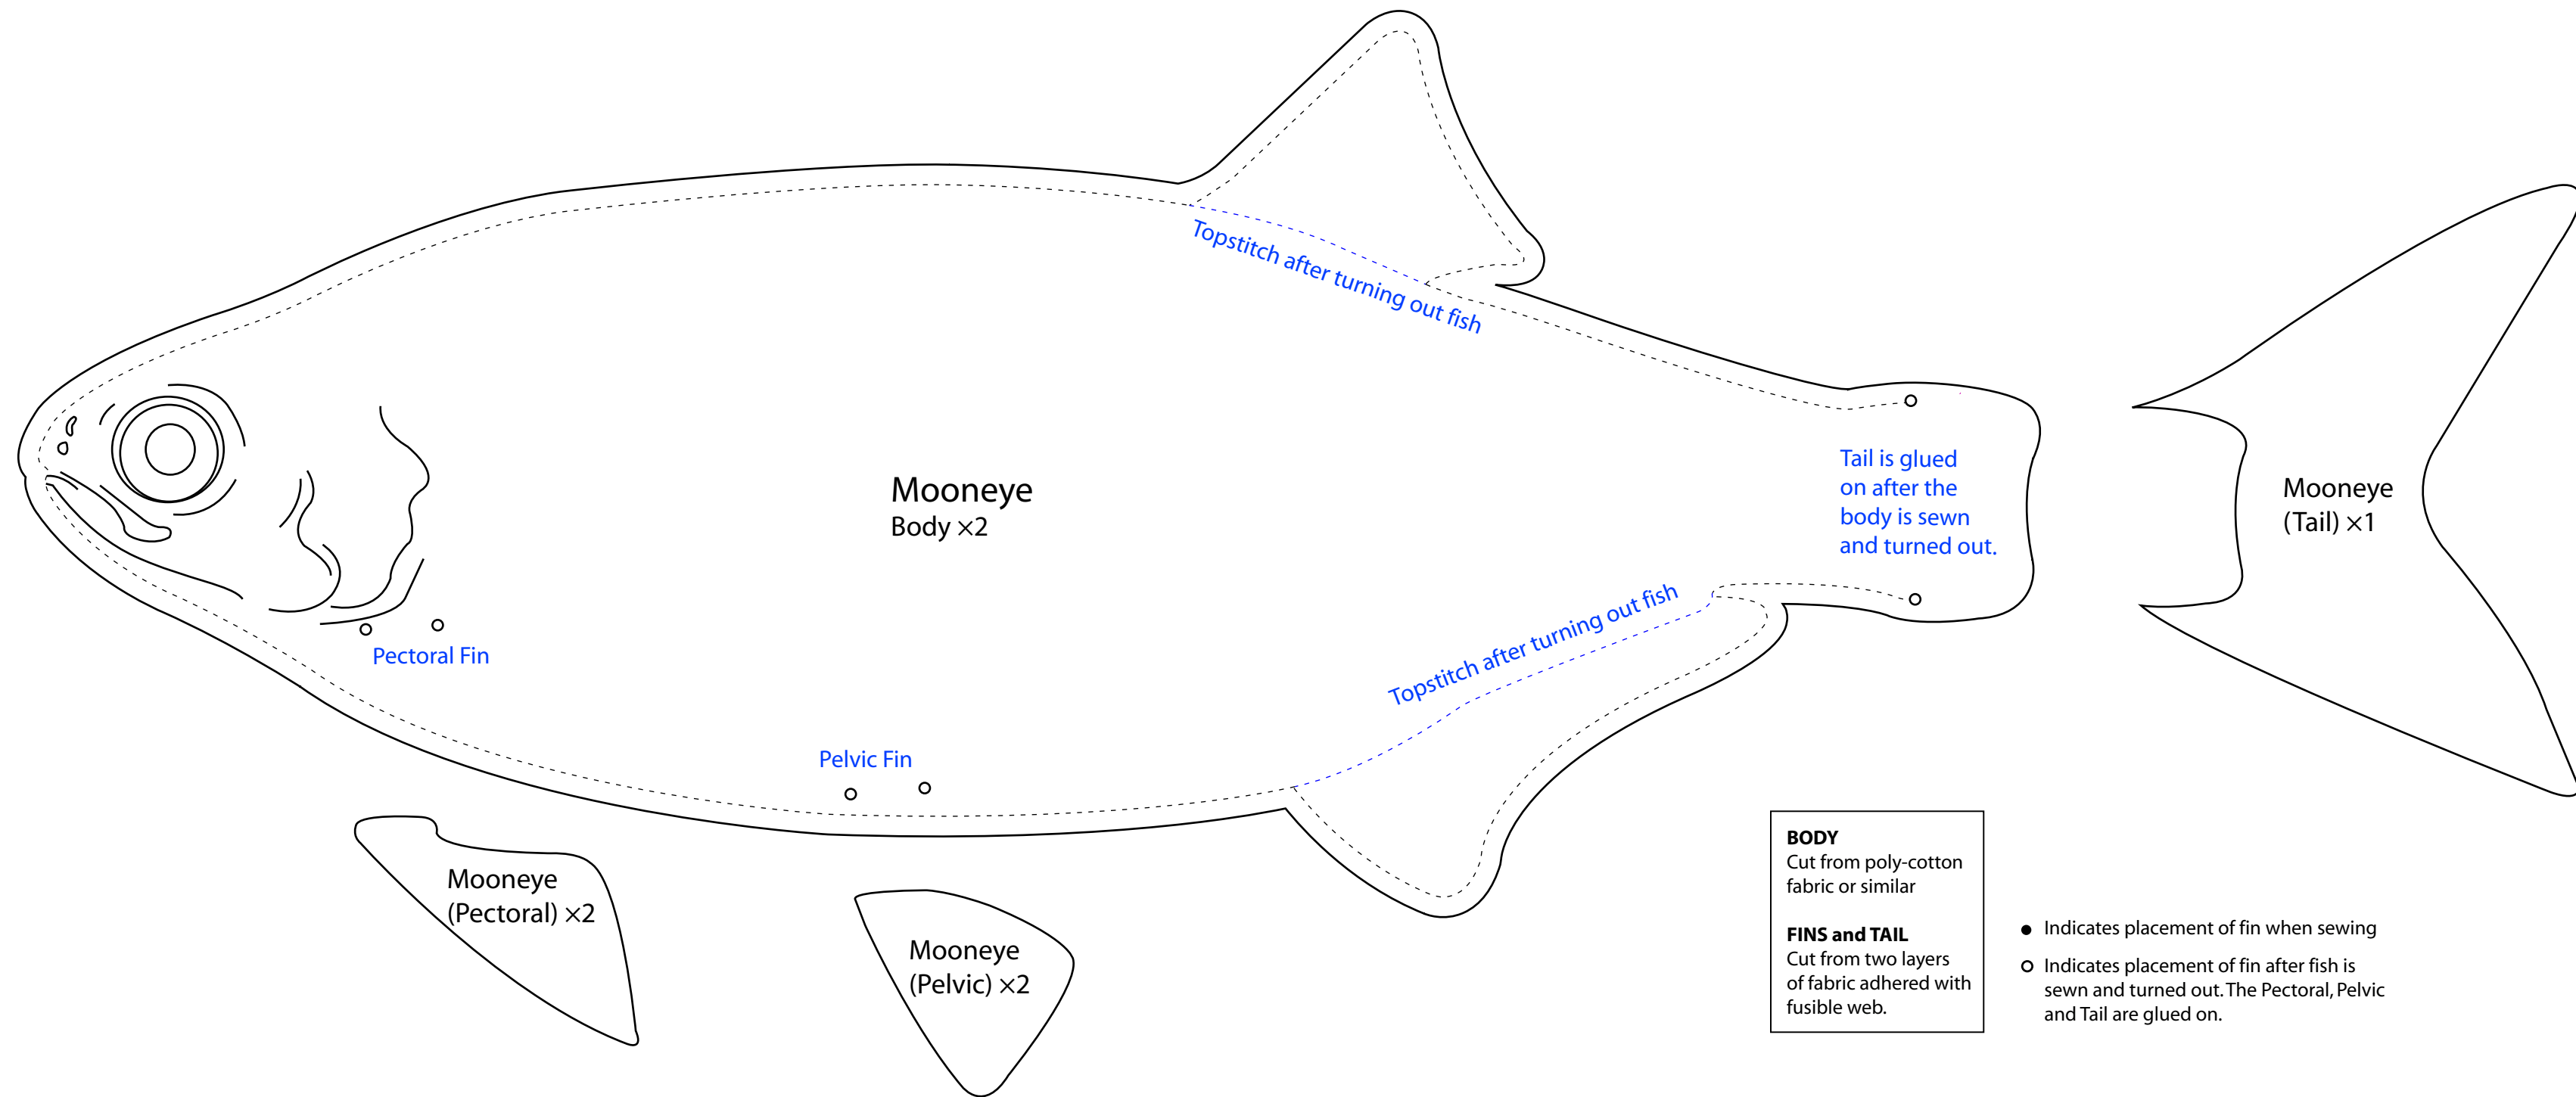 Topstitch after turning out fish
Mooneye
Body ×2
Tail is glued
on after the
body is sewn
and turned out.
Mooneye
(Tail) ×1
Topstitch after turning out fish
Pectoral Fin
Pelvic Fin
Mooneye
(Pectoral) ×2
Mooneye
(Pelvic) ×2
BODY
Cut from poly-cotton
fabric or similar
FINS and TAIL
Cut from two layers
of fabric adhered with
fusible web.
Indicates placement of fin when sewing
Indicates placement of fin after fish is
sewn and turned out. The Pectoral, Pelvic
and Tail are glued on.